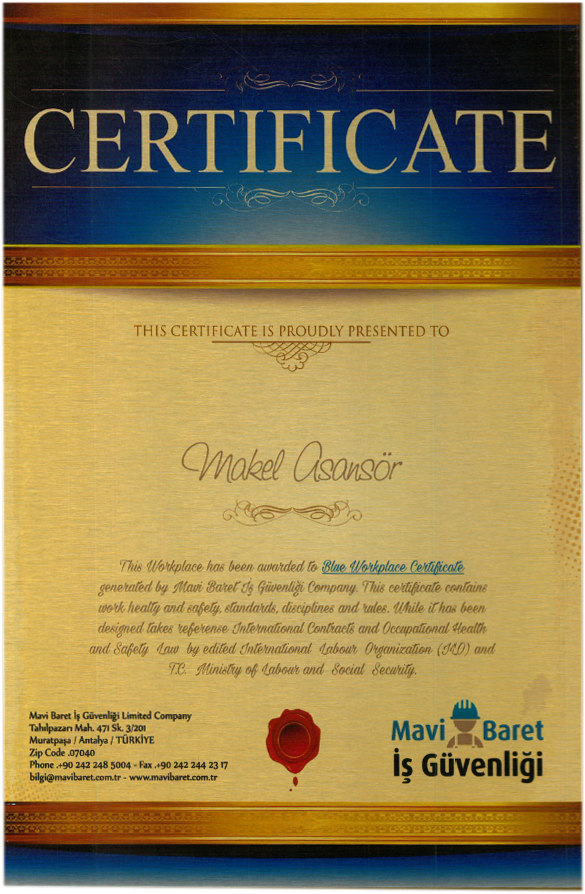 CERTIFICATE
THIS CERTIFICATE IS PROUDLY PRESENTED TO
Makel Asansör
This Workplace has been awarded to Blue Workplace Certificate
generated by Mavi Baret İş Güvenliği Company. This certificate contains
work healty and safety, standards, disciplines and rules. While it has been
designed takes referense International Contracts and Occupational Health
and Safety Law by edited International Labour Organization (ILO) and
T.C. Ministry of Labour and Social Security.
Mavi Baret İş Güvenliği Limited Company
Tahılpazarı Mah. 471 Sk. 3/201
Muratpaşa / Antalya / TÜRKİYE
Zip Code .07040
Phone .+90 242 248 5004 - Fax .+90 242 244 23 17
bilgi@mavibaret.com.tr - www.mavibaret.com.tr
Mavi Baret
İş Güvenliği